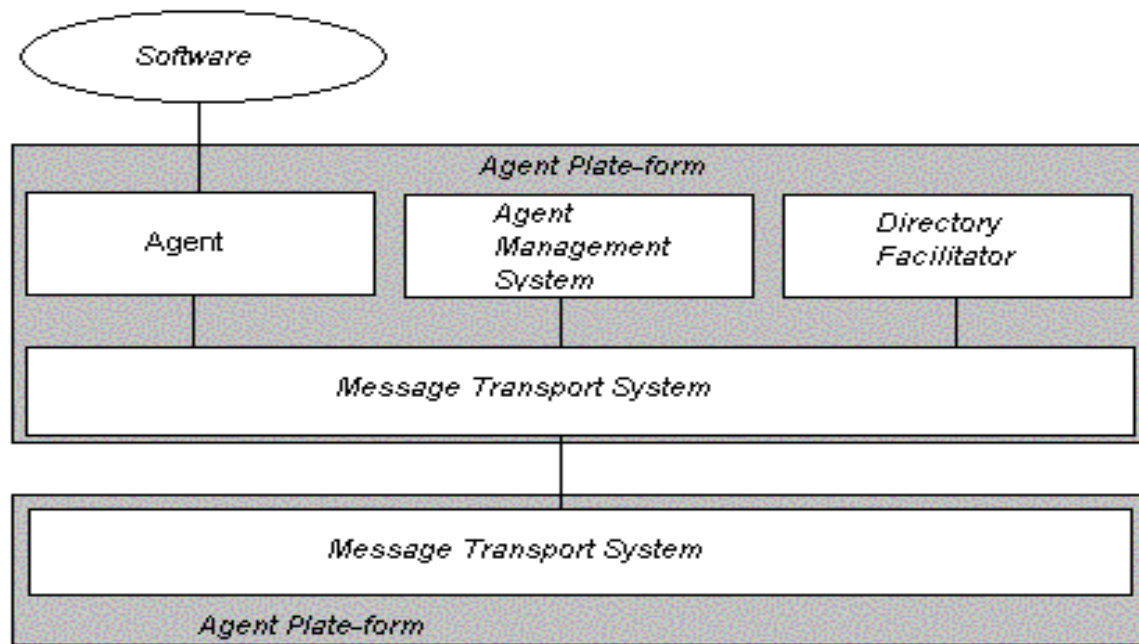 Software
Agent Plate-form
Agent
Agent
Management
System
Directory
Facilitator
Message Transport System
Message Transport System
Agent Plate-form